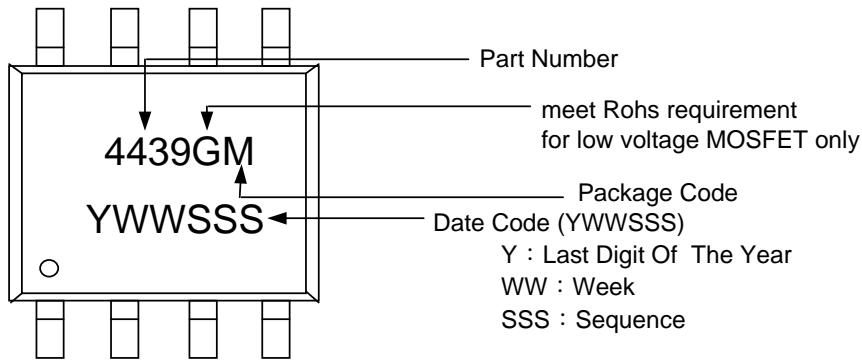 Part Number
meet Rohs requirement
for low voltage MOSFET only
4439GM
Package Code
YWWSSS
Date Code (YWWSSS)
Y：Last Digit Of The Year
WW：Week
SSS：Sequence